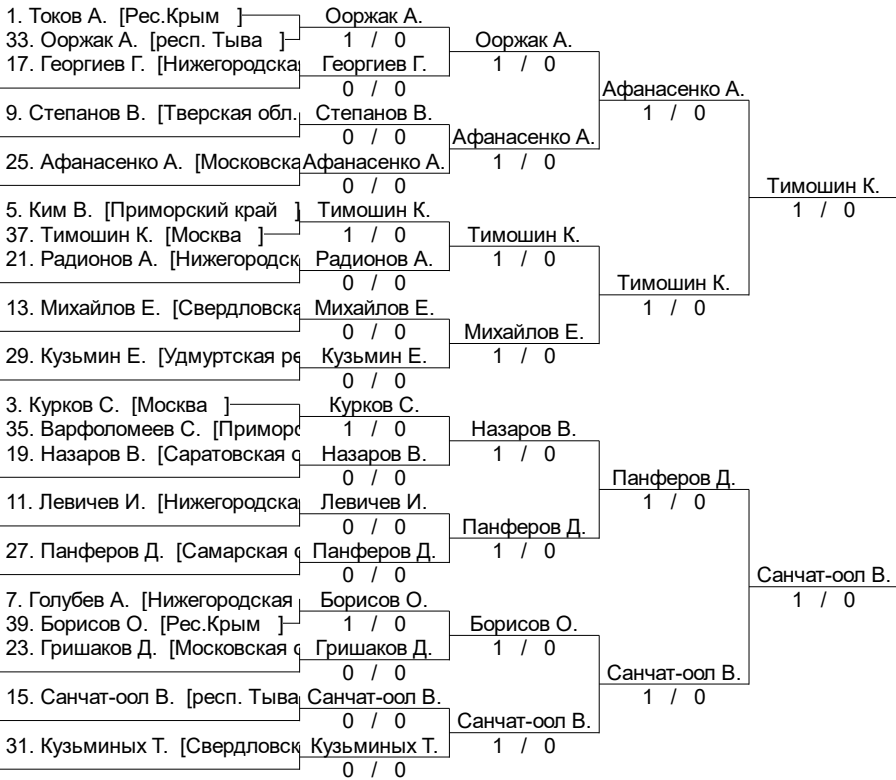 1. Токов А. [Рес.Крым ]
Ооржак А.
33. Ооржак А. [респ. Тыва ]
1 / 0
Ооржак А.
17. Георгиев Г. [Нижегородска
Георгиев Г.
1 / 0
0 / 0
Афанасенко А.
9. Степанов В. [Тверская обл.
Степанов В.
1 / 0
0 / 0
Афанасенко А.
25. Афанасенко А. [Московска
Афанасенко А.
1 / 0
0 / 0
Тимошин К.
5. Ким В. [Приморский край ]
Тимошин К.
1 / 0
37. Тимошин К. [Москва ]
1 / 0
Тимошин К.
21. Радионов А. [Нижегородск
Радионов А.
1 / 0
0 / 0
Тимошин К.
13. Михайлов Е. [Свердловска
Михайлов Е.
1 / 0
0 / 0
Михайлов Е.
29. Кузьмин Е. [Удмуртская ре
Кузьмин Е.
1 / 0
0 / 0
3. Курков С. [Москва ]
Курков С.
35. Варфоломеев С. [Приморс
1 / 0
Назаров В.
19. Назаров В. [Саратовская о
Назаров В.
1 / 0
0 / 0
Панферов Д.
11. Левичев И. [Нижегородска
Левичев И.
1 / 0
0 / 0
Панферов Д.
27. Панферов Д. [Самарская о
Панферов Д.
1 / 0
0 / 0
Санчат-оол В.
7. Голубев А. [Нижегородская
Борисов О.
1 / 0
39. Борисов О. [Рес.Крым ]
1 / 0
Борисов О.
23. Гришаков Д. [Московская о
Гришаков Д.
1 / 0
0 / 0
Санчат-оол В.
15. Санчат-оол В. [респ. Тыва
Санчат-оол В.
1 / 0
0 / 0
Санчат-оол В.
31. Кузьминых Т. [Свердловск
Кузьминых Т.
1 / 0
0 / 0